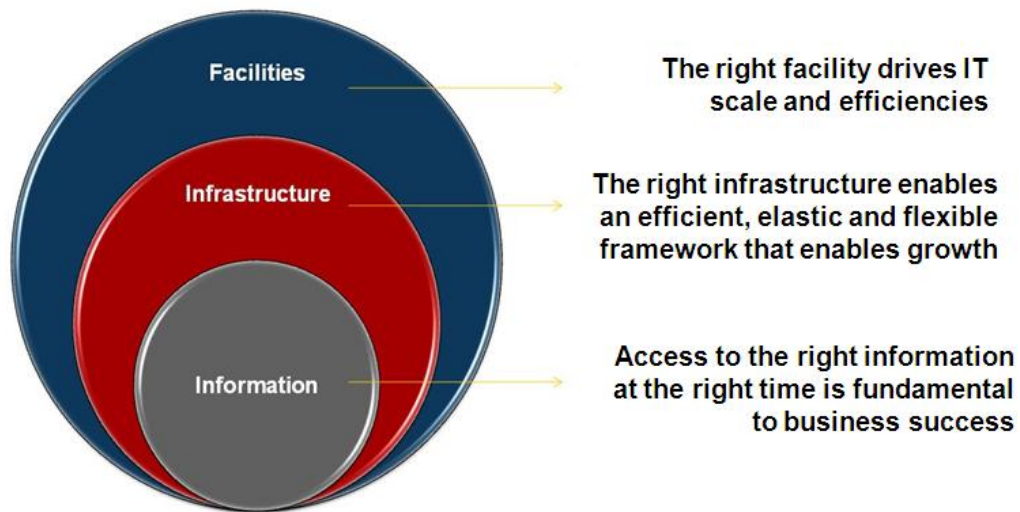 Facilities
The right facility drives IT
scale and efficiencies
Infrastructure
The right infrastructure enables
an efficient, elastic and flexible
framework that enables growth
Information
Access to the right information
at the right time is fundamental
to business success